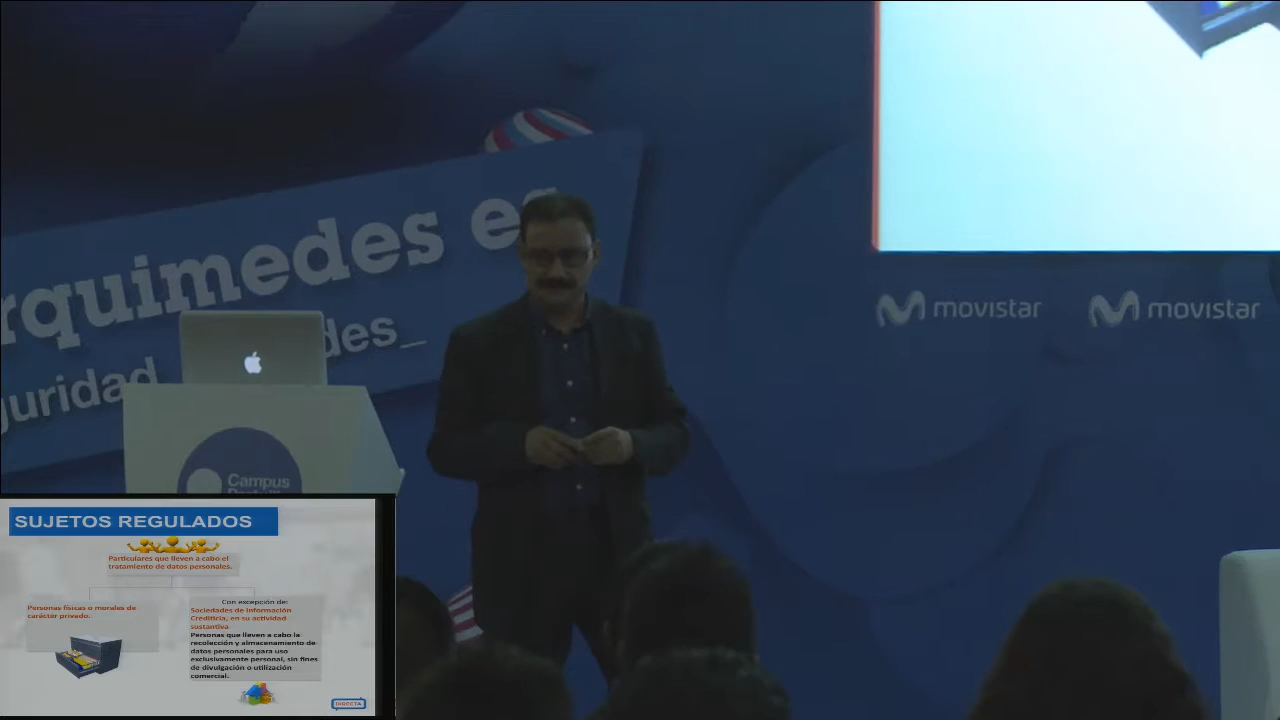 rquimedes es
guridad
des_
movistar
movistar
Campus
SUJETOS REGULADOS
Particulares que lleven a cabo el
tratamiento de datos personales.
Personas físicas o morales de
carácter privado.
Con excepción de:
Sociedades de Información
Crediticia, en su actividad
sustantiva
Personas que lleven a cabo la
recolección y almacenamiento de
datos personales para uso
exclusivamente personal, sin fines
de divulgación o utilización
comercial.
DIRECTA